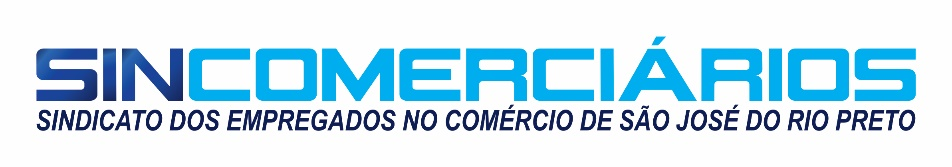 SINCOMERCIÁRIOS
SINDICATO DOS EMPREGADOS NO COMÉRCIO DE SÃO JOSÉ DO RIO PRETO